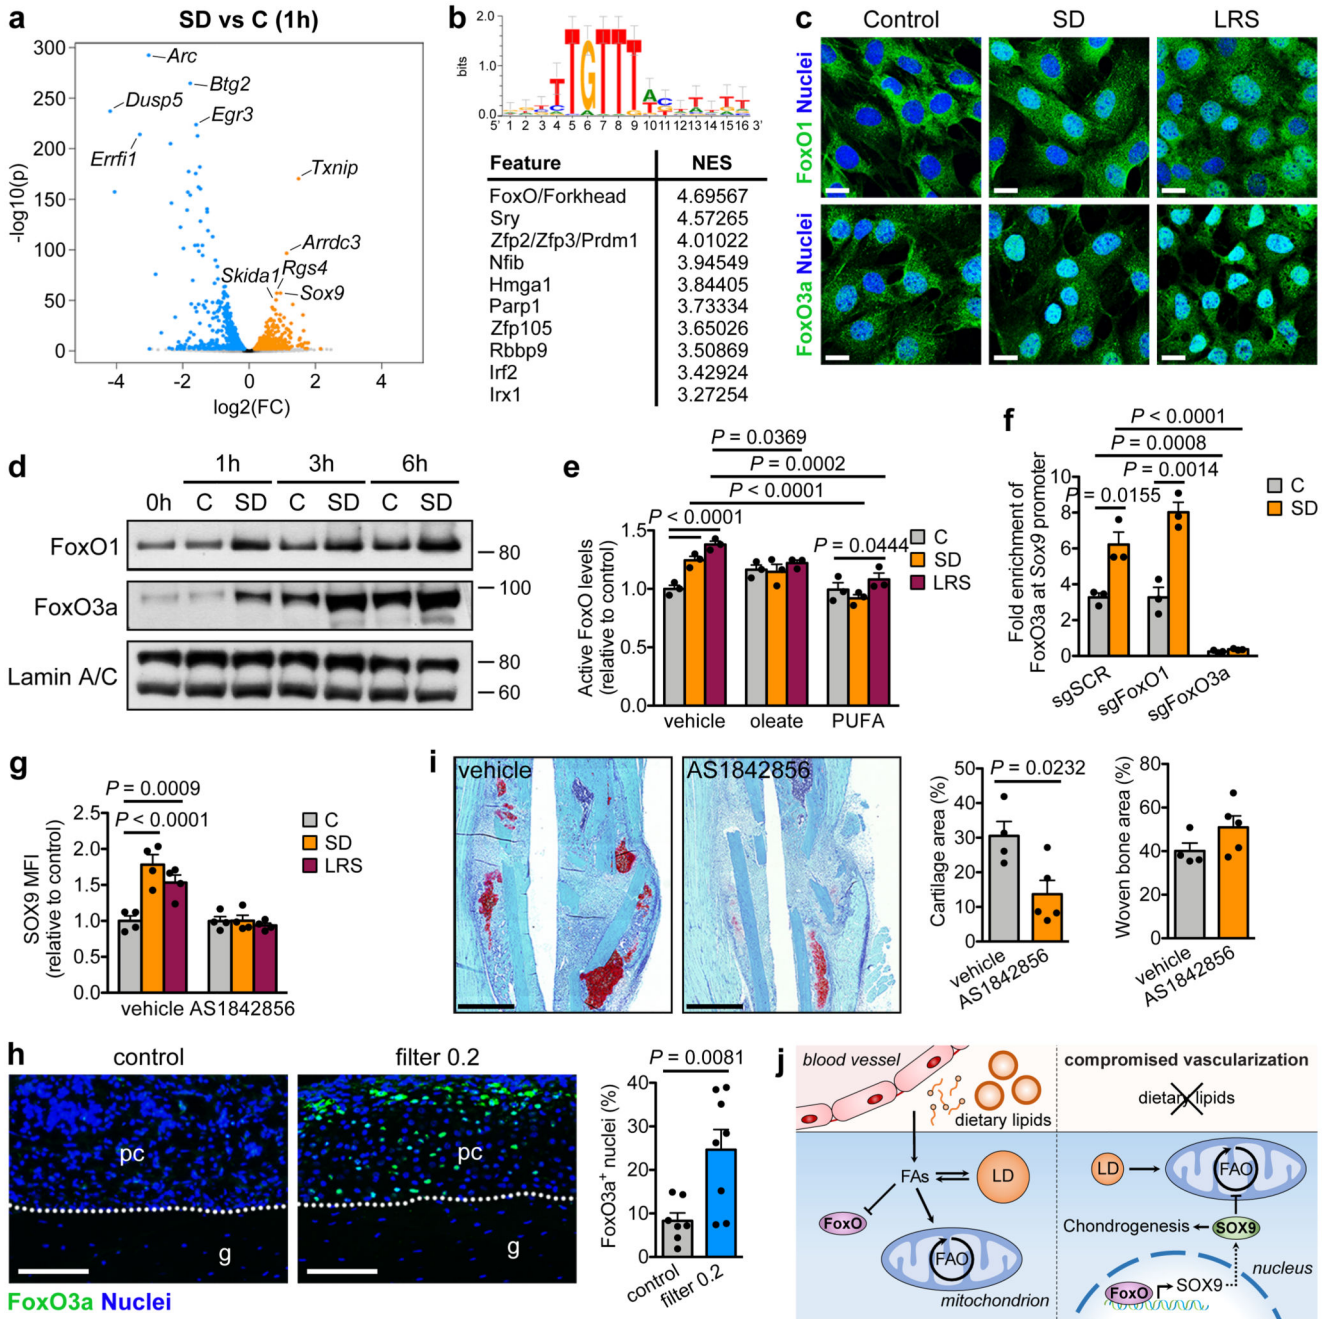 a
SD vs C (1h)
-log10(p)
300
250
200
150
100
50
0
-4
-2
0
2
4
log2(FC)
Arc
Btg2
Dusp5
Egr3
Errfi1
Txnip
Arrdc3
Skida1
Rgs4
Sox9
b
bits
2.0
1.0
0.0
5' 1 2 3 4 5 6 7 8 9 10 11 12 13 14 15 16 3'
Feature NES
FoxO/Forkhead 4.69567
Sry 4.57265
Zfp2/Zfp3/Prdm1 4.01022
Nfib 3.94549
Hmga1 3.84405
Parp1 3.73334
Zfp105 3.65026
Rbbp9 3.50869
Irf2 3.42924
Irx1 3.27254
c
Control SD LRS
FoxO1 Nuclei
FoxO3a Nuclei
d
1h 3h 6h
0h C SD C SD C SD
FoxO1
80
FoxO3a
100
Lamin A/C
80
60
e
P = 0.0369
P = 0.0002
P < 0.0001
P < 0.0001
P = 0.0444
Active FoxO levels
(relative to control)
1.5
1.0
0.5
0.0
vehicle oleate PUFA
C
SD
LRS
f
P < 0.0001
P = 0.0008
P = 0.0014
P = 0.0155
Fold enrichment of
FoxO3a at Sox9 promoter
10
8
6
4
2
0
sgSCR
sgFoxO1
sgFoxO3a
C
SD
g
P = 0.0009
P < 0.0001
SOX9 MFI
(relative to control)
2.5
2.0
1.5
1.0
0.5
0.0
vehicle AS1842856
C
SD
LRS
i
vehicle
AS1842856
Cartilage area (%)
50
40
30
20
10
0
P = 0.0232
vehicle
AS1842856
Woven bone area (%)
80
60
40
20
0
vehicle
AS1842856
h
control
filter 0.2
pc
g
pc
g
FoxO3a Nuclei
P = 0.0081
FoxO3a+ nuclei (%)
40
30
20
10
0
control
filter 0.2
j
blood vessel
dietary lipids
FAs
LD
FoxO
FAO
mitochondrion
compromised vascularization
dietary lipids
LD
FAO
Chondrogenesis
SOX9
nucleus
FoxO
SOX9